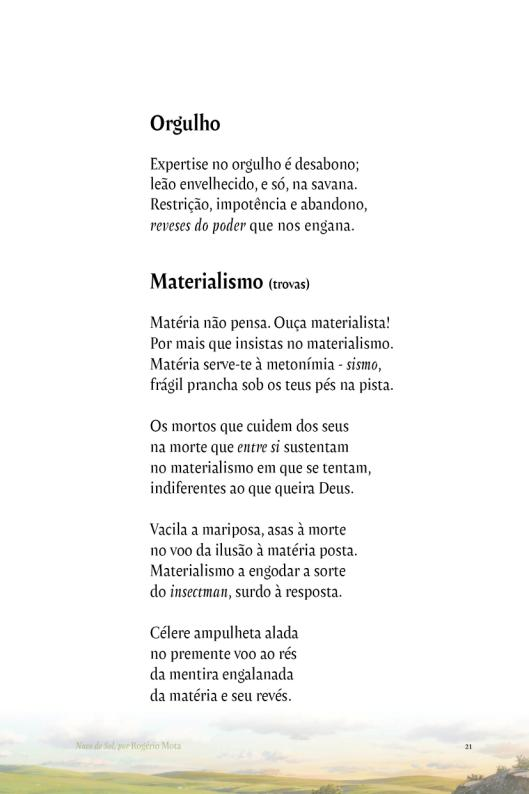 Orgulho
Expertise no orgulho é desabono;
leão envelhecido, e só, na savana.
Restrição, impotência e abandono,
reveses do poder que nos engana.
Materialismo (trovas)
Matéria não pensa. Ouça materialista!
Por mais que insistas no materialismo.
Matéria serve-te à metonímia - sismo,
frágil prancha sob os teus pés na pista.
Os mortos que cuidem dos seus
na morte que entre si sustentam
no materialismo em que se tentam,
indiferentes ao que queira Deus.
Vacila a mariposa, asas à morte
no voo da ilusão à matéria posta.
Materialismo a engodar a sorte
do insectman, surdo à resposta.
Célere ampulheta alada
no premente voo ao rés
da mentira engalanada
da matéria e seu revés.
de Sol, por Rogério Mota 21